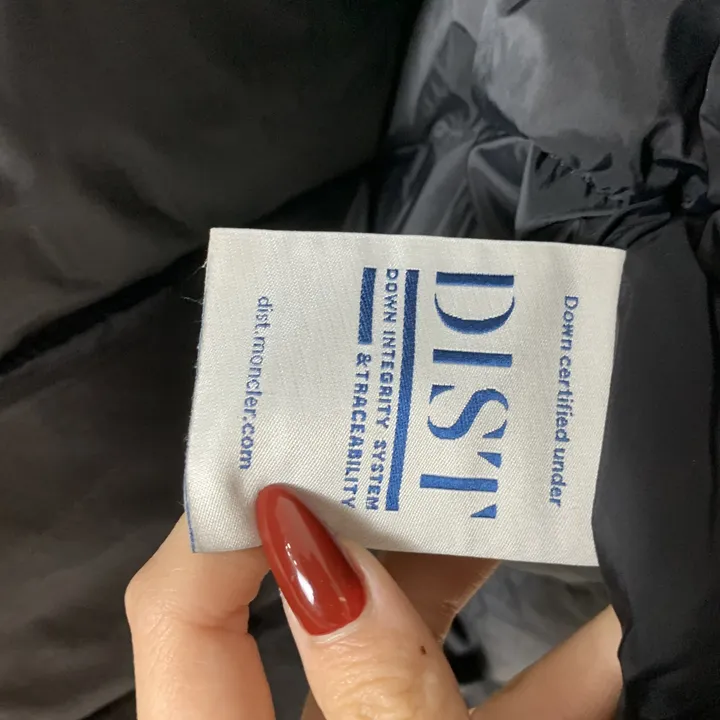 Down certified under
DIST
DOWN INTEGRITY SYSTEM
& TRACEABILITY
dist.moncler.com